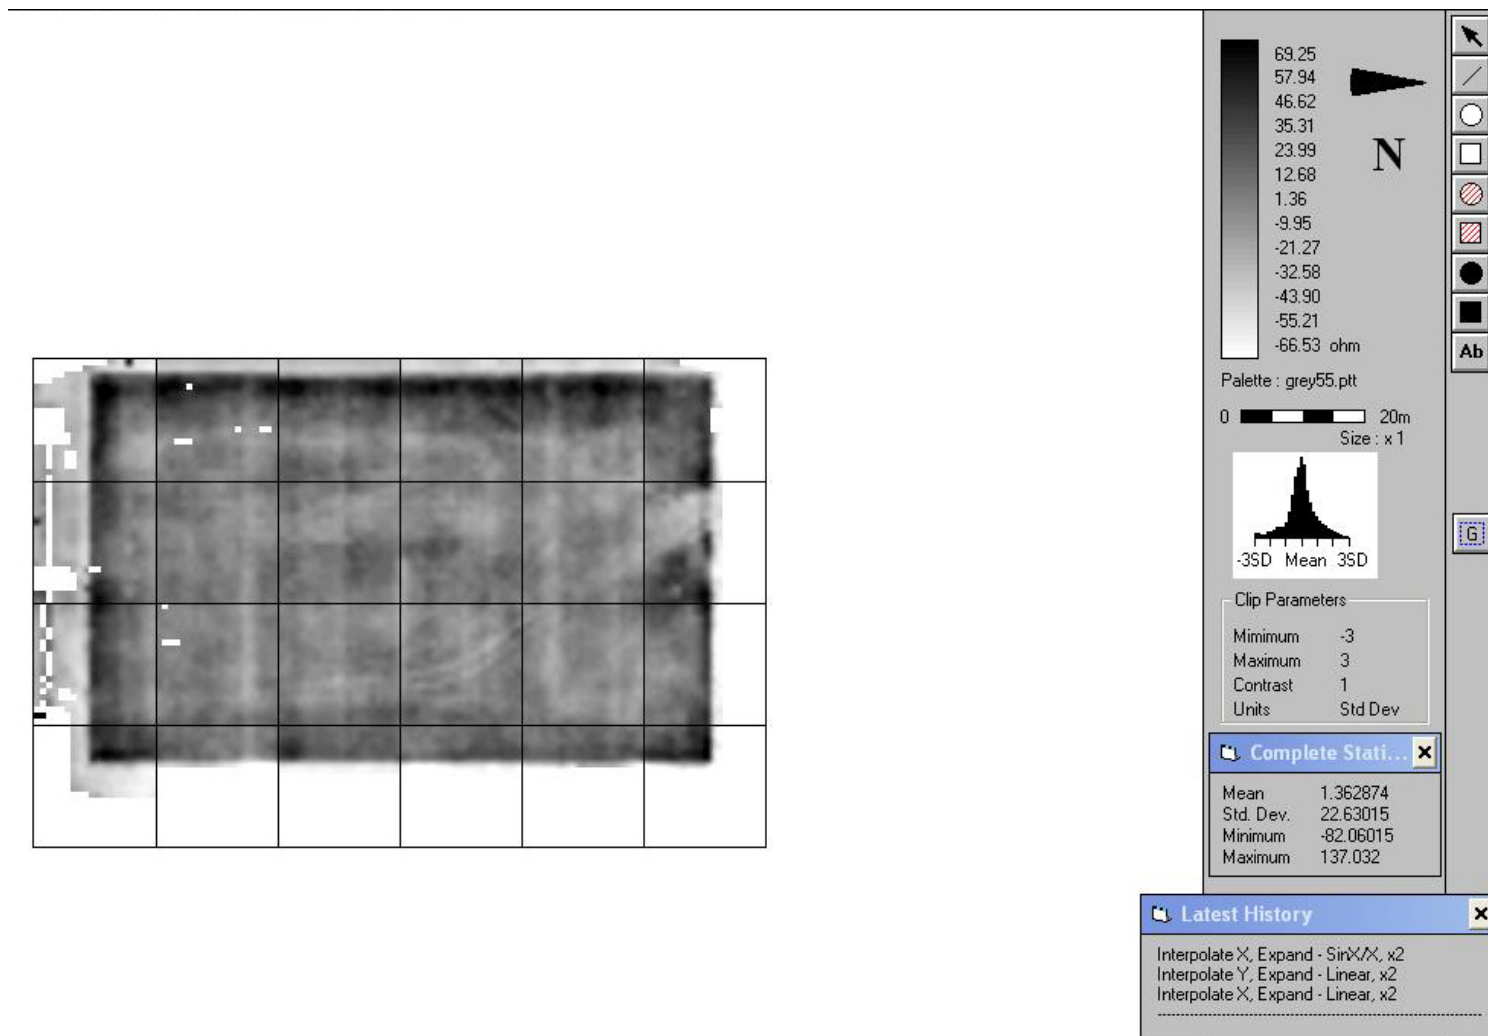 69.25
57.94
46.62
35.31
23.99
12.68
1.36
-9.95
-21.27
-32.58
-43.90
-55.21
-66.53 ohm
N
Palette : grey55.ptt
0 20m
Size : x 1
-3SD Mean 3SD
Clip Parameters
Mimimum -3
Maximum 3
Contrast 1
Units Std Dev
Complete Stati...
Mean 1.362874
Std. Dev. 22.63015
Minimum -82.06015
Maximum 137.032
Latest History
Interpolate X, Expand - SinX/X, x2
Interpolate Y, Expand - Linear, x2
Interpolate X, Expand - Linear, x2
Ab
G